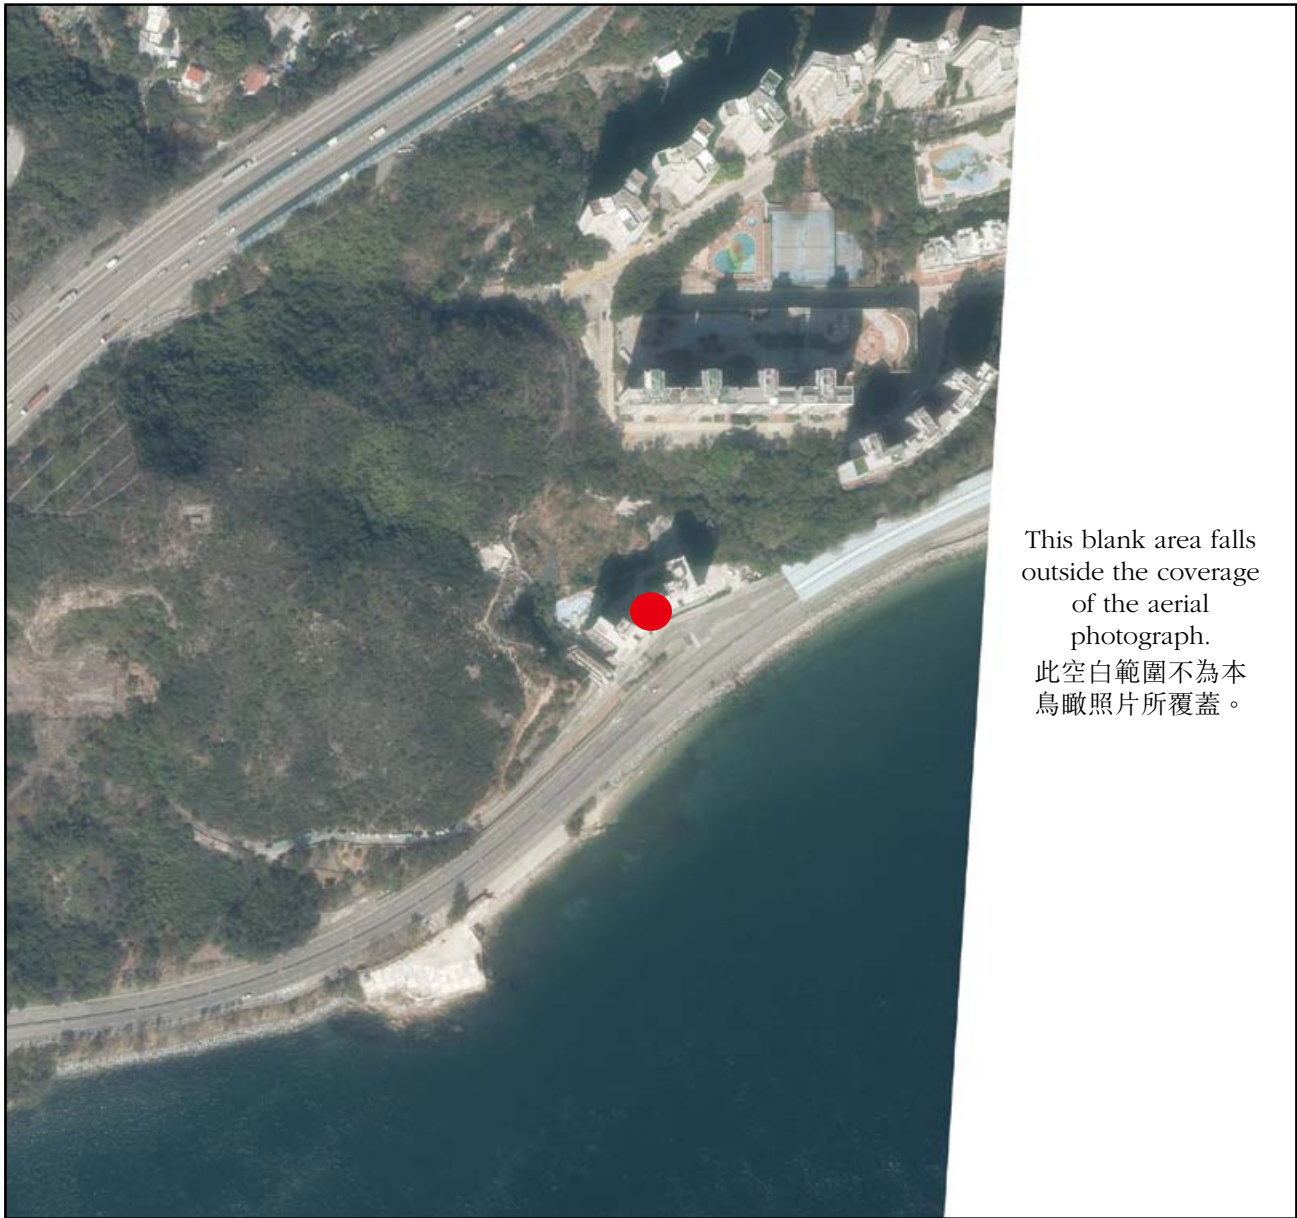 This blank area falls
outside the coverage
of the aerial
photograph.
此空白範圍不為本
鳥瞰照片所覆蓋。